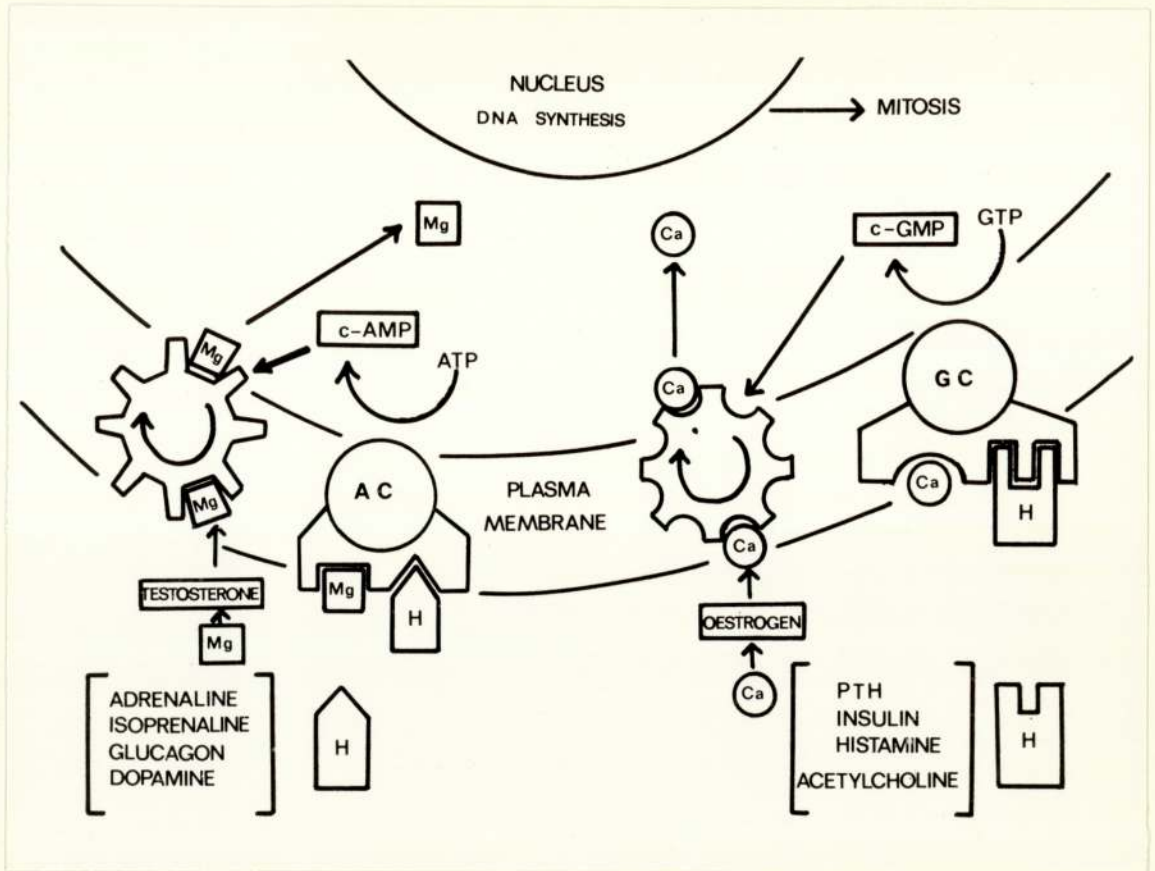 NUCLEUS
DNA SYNTHESIS
MITOSIS
Mg
Ca
c-GMP
GTP
Mg
c-AMP
ATP
Ca
GC
Mg
AC
PLASMA
MEMBRANE
Ca
H
Ca
TESTOSTERONE
Mg
H
OESTROGEN
Mg
Ca
ADRENALINE
ISOPRENALINE
GLUCAGON
DOPAMINE
H
PTH
INSULIN
HISTAMINE
ACETYLCHOLINE
H